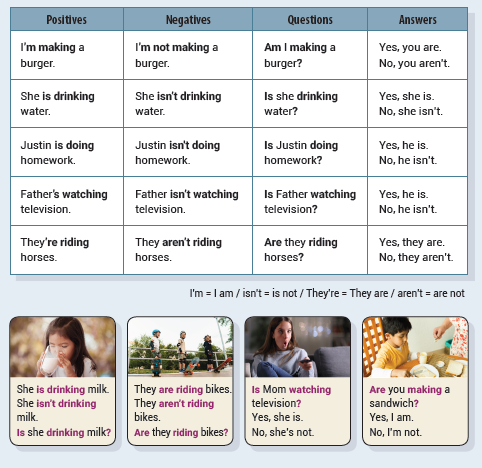 Positives Negatives Questions Answers
I'm making a burger. I'm not making a burger. Am I making a burger? Yes, you are. No, you aren't.
She is drinking water. She isn't drinking water. Is she drinking water? Yes, she is. No, she isn't.
Justin is doing homework. Justin isn't doing homework. Is Justin doing homework? Yes, he is. No, he isn't.
Father's watching television. Father isn't watching television. Is Father watching television? Yes, he is. No, he isn't.
They're riding horses. They aren't riding horses. Are they riding horses? Yes, they are. No, they aren't.
I'm = I am / isn't = is not / They're = They are / aren't = are not
She is drinking milk.
She isn't drinking
milk.
Is she drinking milk?
They are riding bikes.
They aren't riding
bikes.
Are they riding bikes?
Is Mom watching
television?
Yes, she is.
No, she's not.
Are you making a
sandwich?
Yes, I am.
No, I'm not.